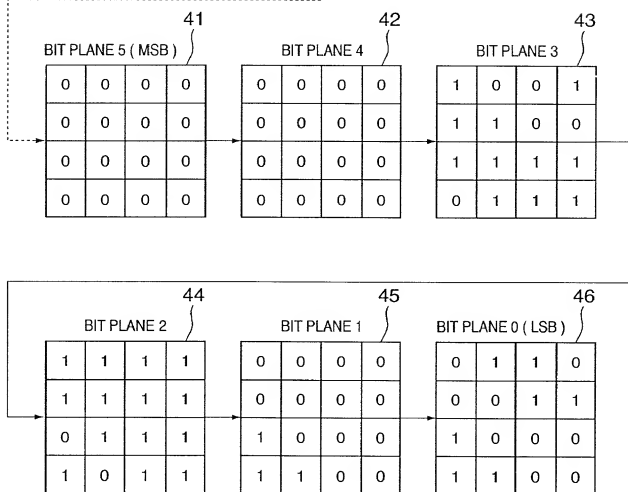 41 42 43
BIT PLANE 5 ( MSB ) BIT PLANE 4 BIT PLANE 3
0 0 0 0 0 0 0 0 1 0 0 1
0 0 0 0 0 0 0 0 1 1 0 0
0 0 0 0 0 0 0 0 1 1 1 1
0 0 0 0 0 0 0 0 0 1 1 1
44 45 46
BIT PLANE 2 BIT PLANE 1 BIT PLANE 0 ( LSB )
1 1 1 1 0 0 0 0 0 1 1 0
1 1 1 1 0 0 0 0 0 0 1 1
0 1 1 1 1 0 0 0 1 0 0 0
1 0 1 1 1 1 0 0 1 1 0 0